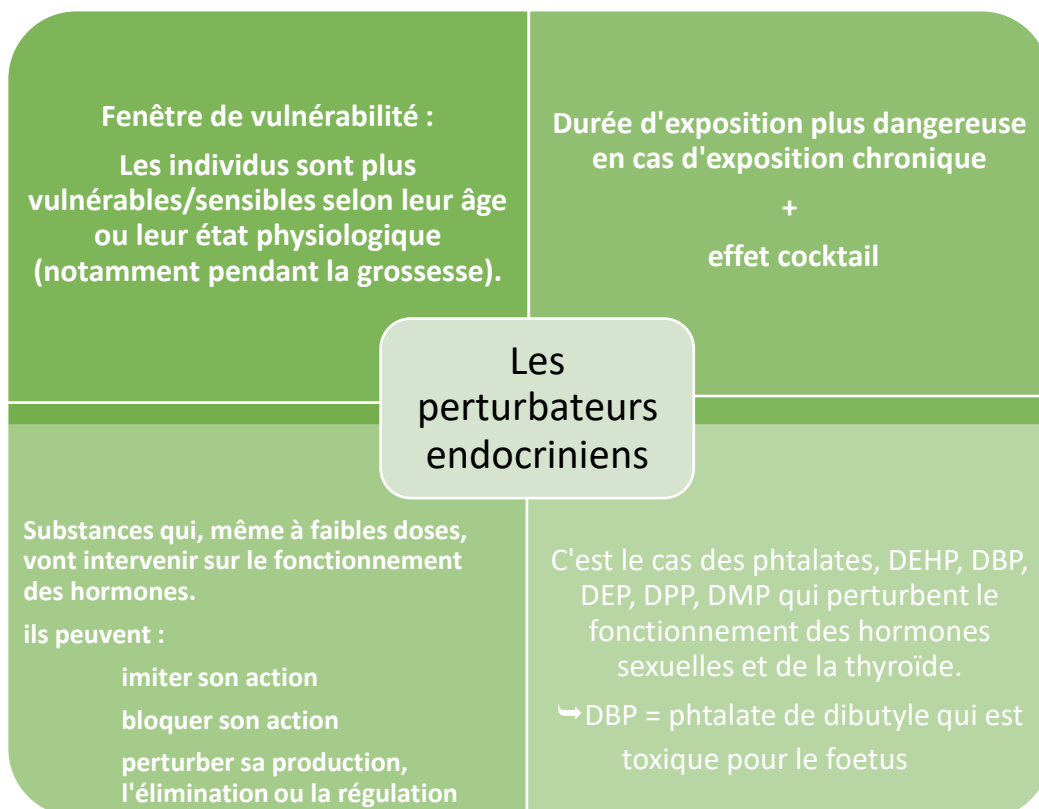 Fenêtre de vulnérabilité :
Les individus sont plus
vulnérables/sensibles selon leur âge
ou leur état physiologique
(notamment pendant la grossesse).
Durée d'exposition plus dangereuse
en cas d'exposition chronique
+
effet cocktail
Les
perturbateurs
endocriniens
Substances qui, même à faibles doses,
vont intervenir sur le fonctionnement
des hormones.
ils peuvent :
imiter son action
bloquer son action
perturber sa production,
l'élimination ou la régulation
C'est le cas des phtalates, DEHP, DBP,
DEP, DPP, DMP qui perturbent le
fonctionnement des hormones
sexuelles et de la thyroïde.
➥DBP = phtalate de dibutyle qui est
toxique pour le foetus